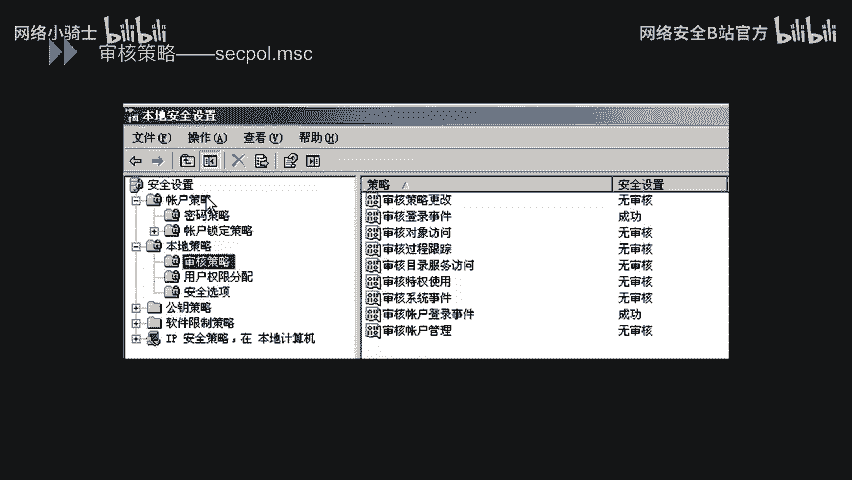 网络小骑士 bilibili
网络安全B站官方 bilibili
审核策略——secpol.msc
本地安全设置
文件(F) 操作(A) 查看(V) 帮助(H)
安全设置
帐户策略
密码策略
帐户锁定策略
本地策略
审核策略
用户权限分配
安全选项
公钥策略
软件限制策略
IP 安全策略，在 本地计算机
策略 安全设置
审核策略更改 无审核
审核登录事件 成功
审核对象访问 无审核
审核过程跟踪 无审核
审核目录服务访问 无审核
审核特权使用 无审核
审核系统事件 无审核
审核帐户登录事件 成功
审核帐户管理 无审核